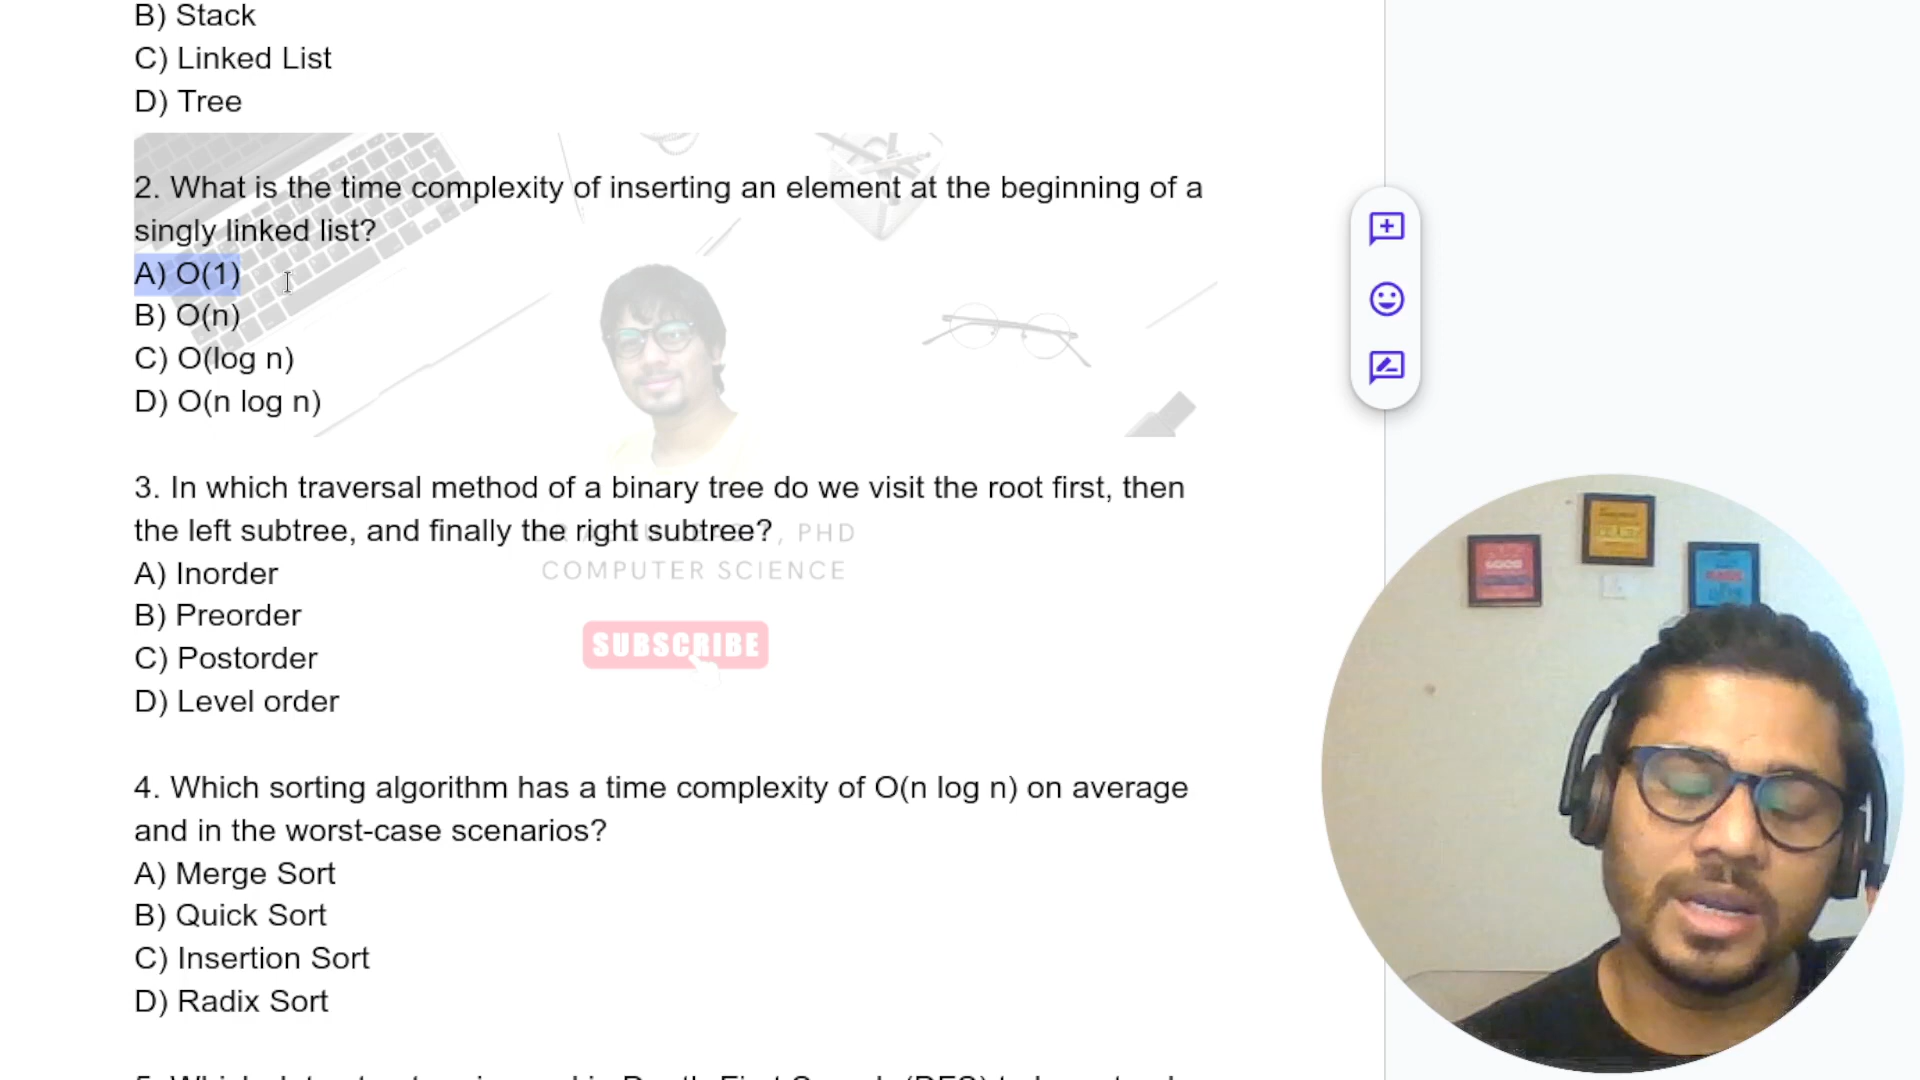 B) Stack
C) Linked List
D) Tree
2. What is the time complexity of inserting an element at the beginning of a
singly linked list?
A) O(1)
B) O(n)
C) O(log n)
D) O(n log n)
3. In which traversal method of a binary tree do we visit the root first, then
the left subtree, and finally the right subtree?
, PHD
COMPUTER SCIENCE
A) Inorder
B) Preorder
C) Postorder
D) Level order
SUBSCRIBE
4. Which sorting algorithm has a time complexity of O(n log n) on average
and in the worst-case scenarios?
A) Merge Sort
B) Quick Sort
C) Insertion Sort
D) Radix Sort